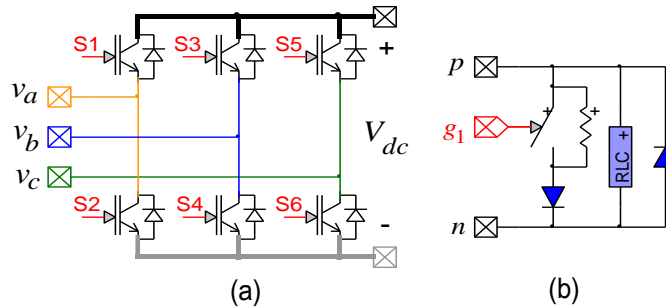 S1 S3 S5
+
v_a
v_b
v_c
V_dc
S2 S4 S6
-
(a)
p
g_1
+ +
RLC +
n
(b)